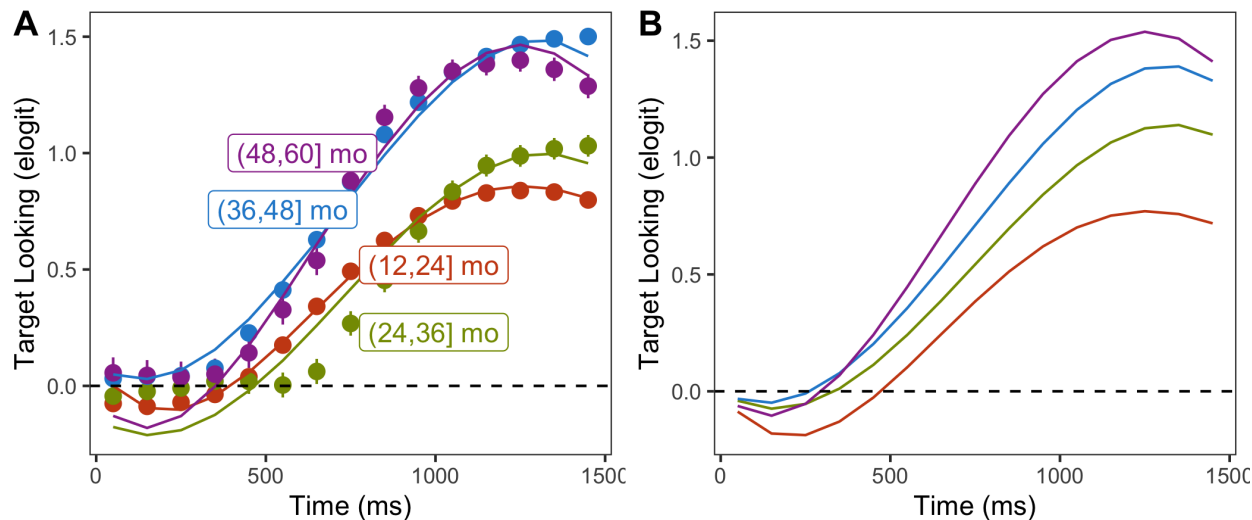 A
Target Looking (elogit)
1.5
1.0
0.5
0.0
(48,60] mo
(36,48] mo
(12,24] mo
(24,36] mo
0
500
1000
1500
Time (ms)
B
Target Looking (elogit)
1.5
1.0
0.5
0.0
0
500
1000
1500
Time (ms)